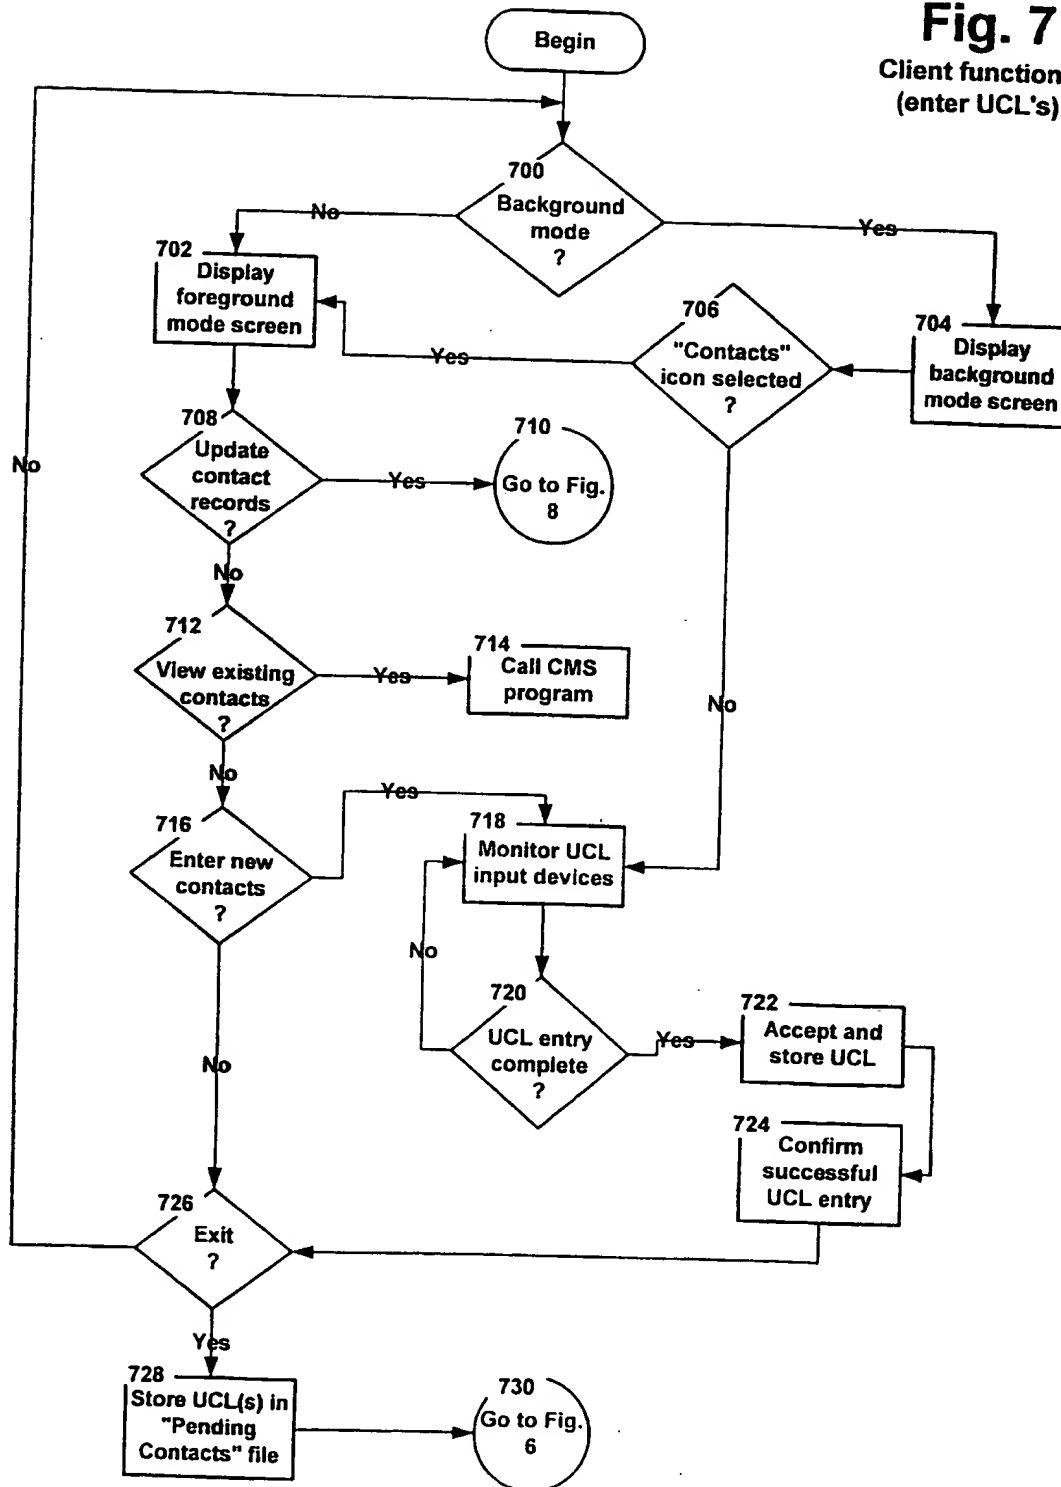 Fig. 7
Client function
(enter UCL's)
Begin
700
Background
mode
?
No
Yes
702
Display
foreground
mode screen
706
"Contacts"
icon selected
?
704
Display
background
mode screen
Yes
No
708
Update
contact
records
?
Yes
710
Go to Fig.
8
No
No
712
View existing
contacts
?
Yes
714
Call CMS
program
No
716
Enter new
contacts
?
Yes
718
Monitor UCL
input devices
No
720
UCL entry
complete
?
Yes
722
Accept and
store UCL
724
Confirm
successful
UCL entry
No
726
Exit
?
Yes
728
Store UCL(s) in
"Pending
Contacts" file
730
Go to Fig.
6